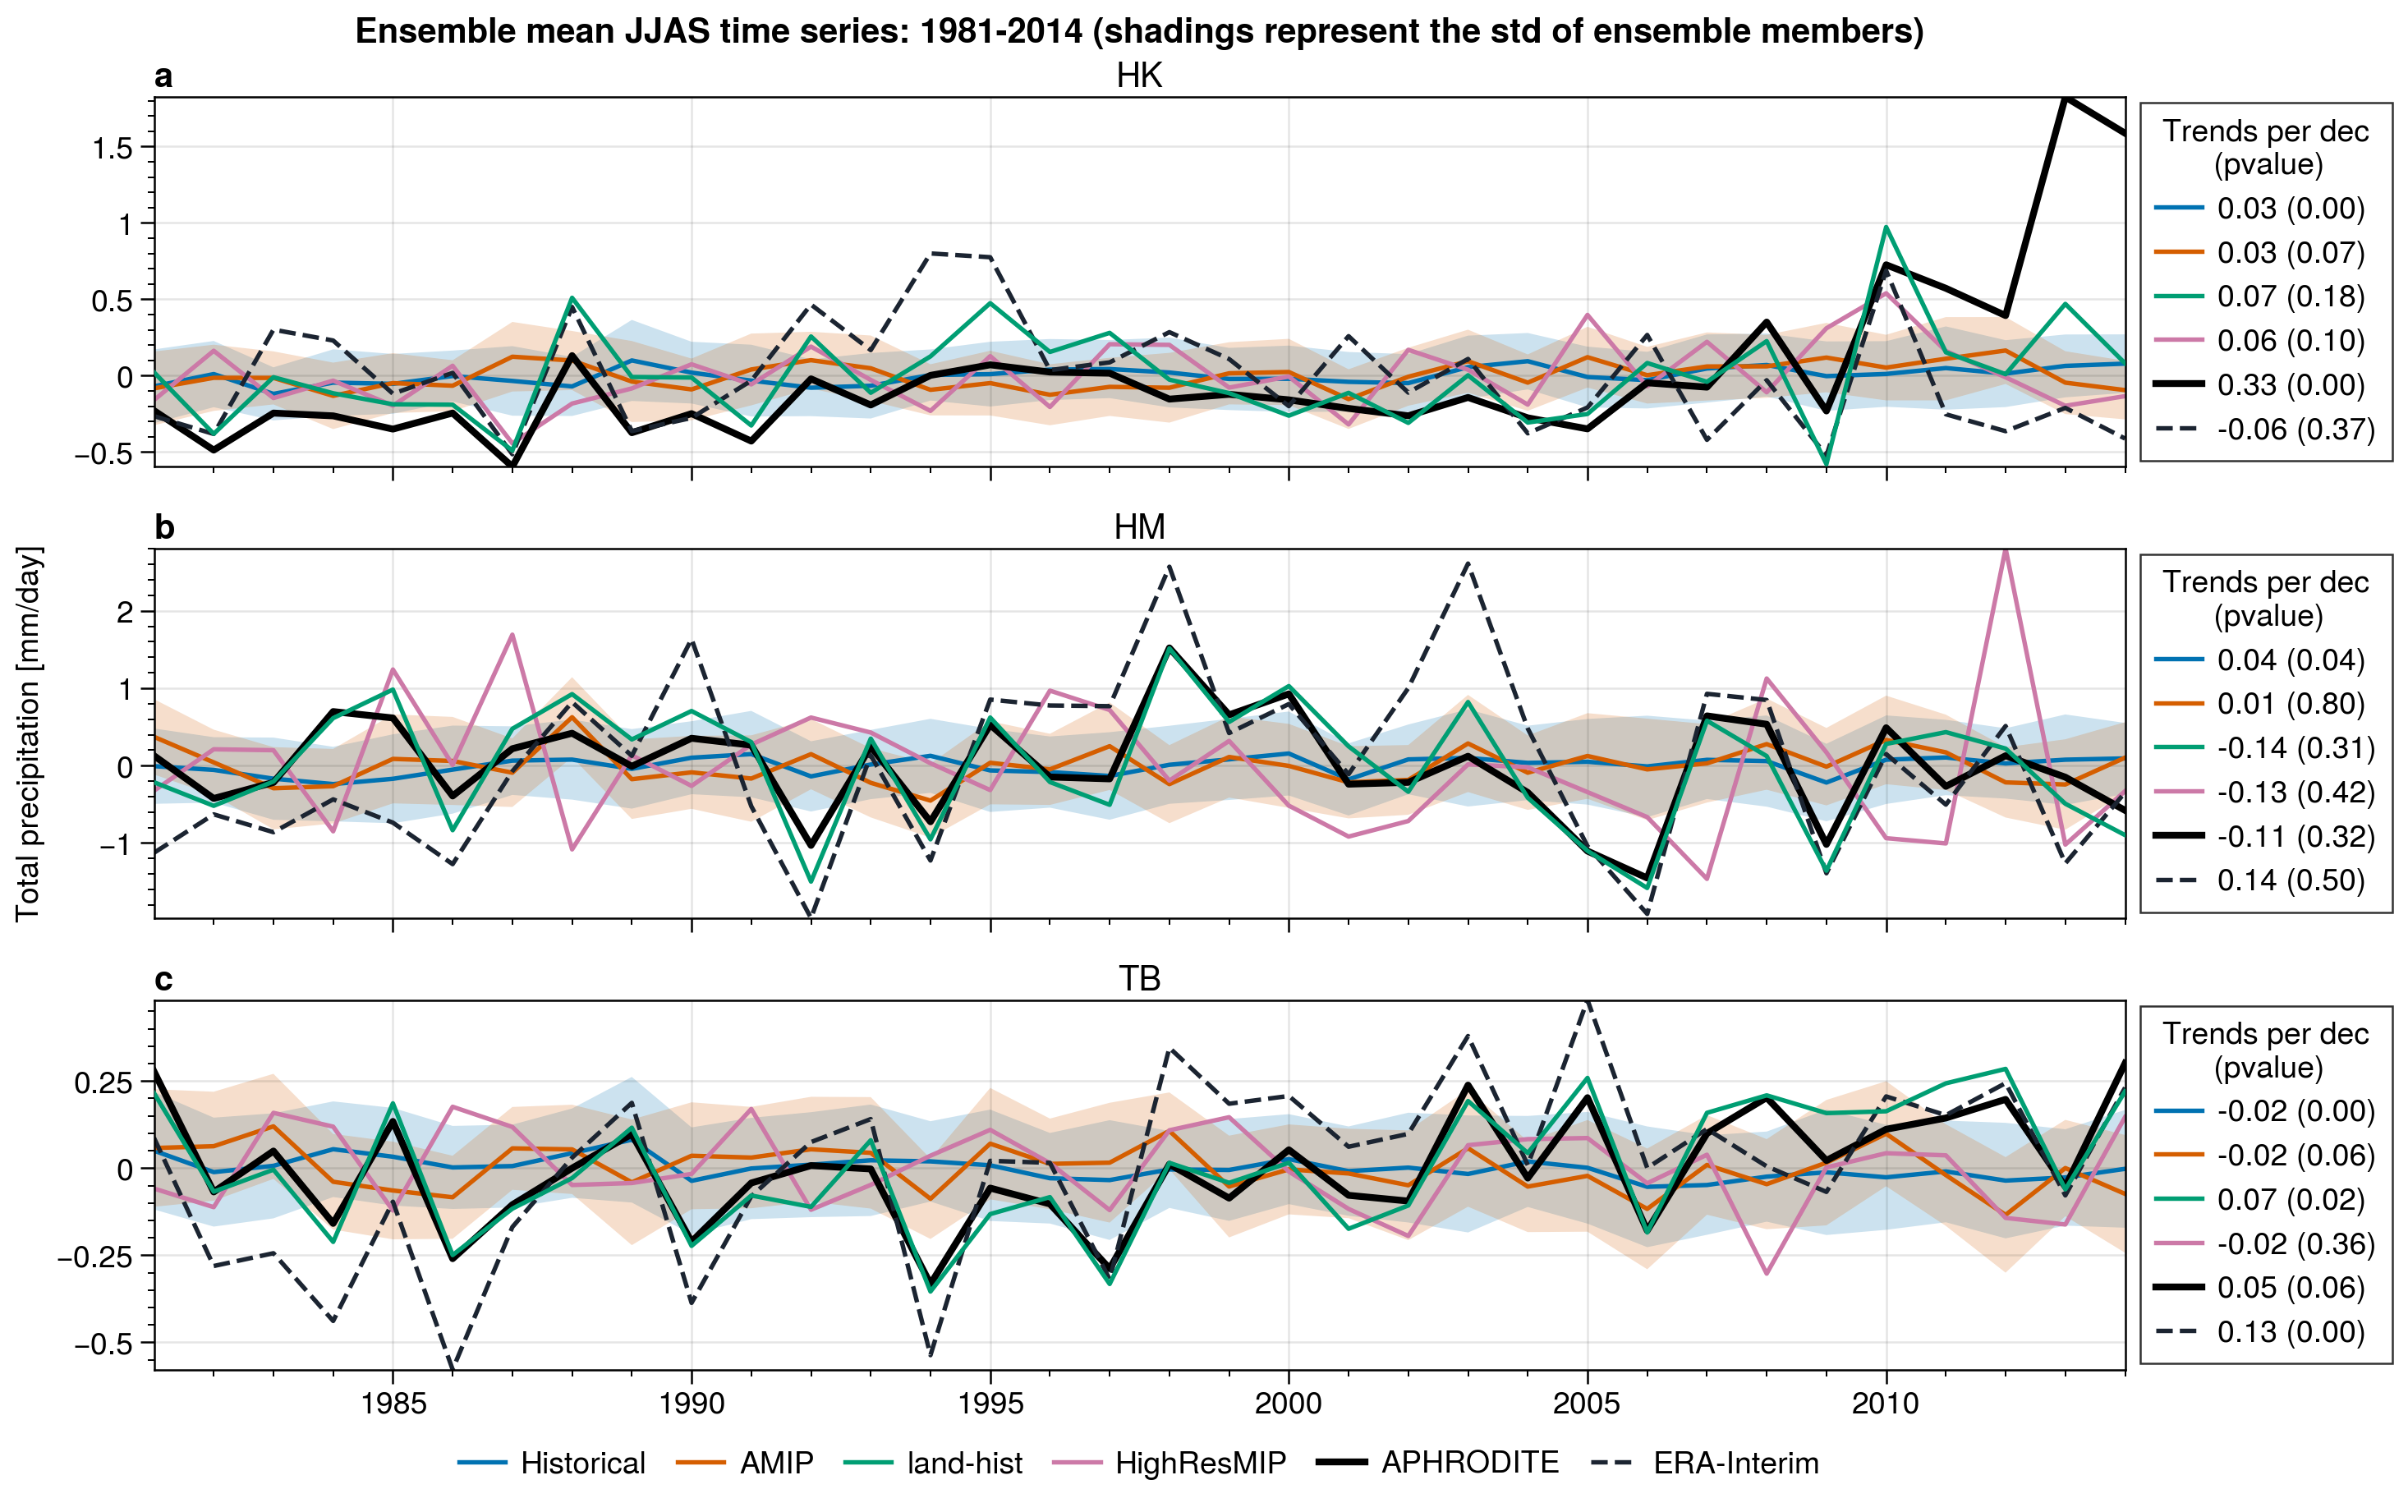 Ensemble mean JJAS time series: 1981-2014 (shadings represent the std of ensemble members)
a
HK
1.5
1
0.5
0
−0.5
Trends per dec
(pvalue)
0.03 (0.00)
0.03 (0.07)
0.07 (0.18)
0.06 (0.10)
0.33 (0.00)
-0.06 (0.37)
Total precipitation [mm/day]
b
HM
2
1
0
−1
Trends per dec
(pvalue)
0.04 (0.04)
0.01 (0.80)
-0.14 (0.31)
-0.13 (0.42)
-0.11 (0.32)
0.14 (0.50)
c
TB
0.25
0
−0.25
−0.5
Trends per dec
(pvalue)
-0.02 (0.00)
-0.02 (0.06)
0.07 (0.02)
-0.02 (0.36)
0.05 (0.06)
0.13 (0.00)
1985 1990 1995 2000 2005 2010
Historical AMIP land-hist HighResMIP APHRODITE ERA-Interim